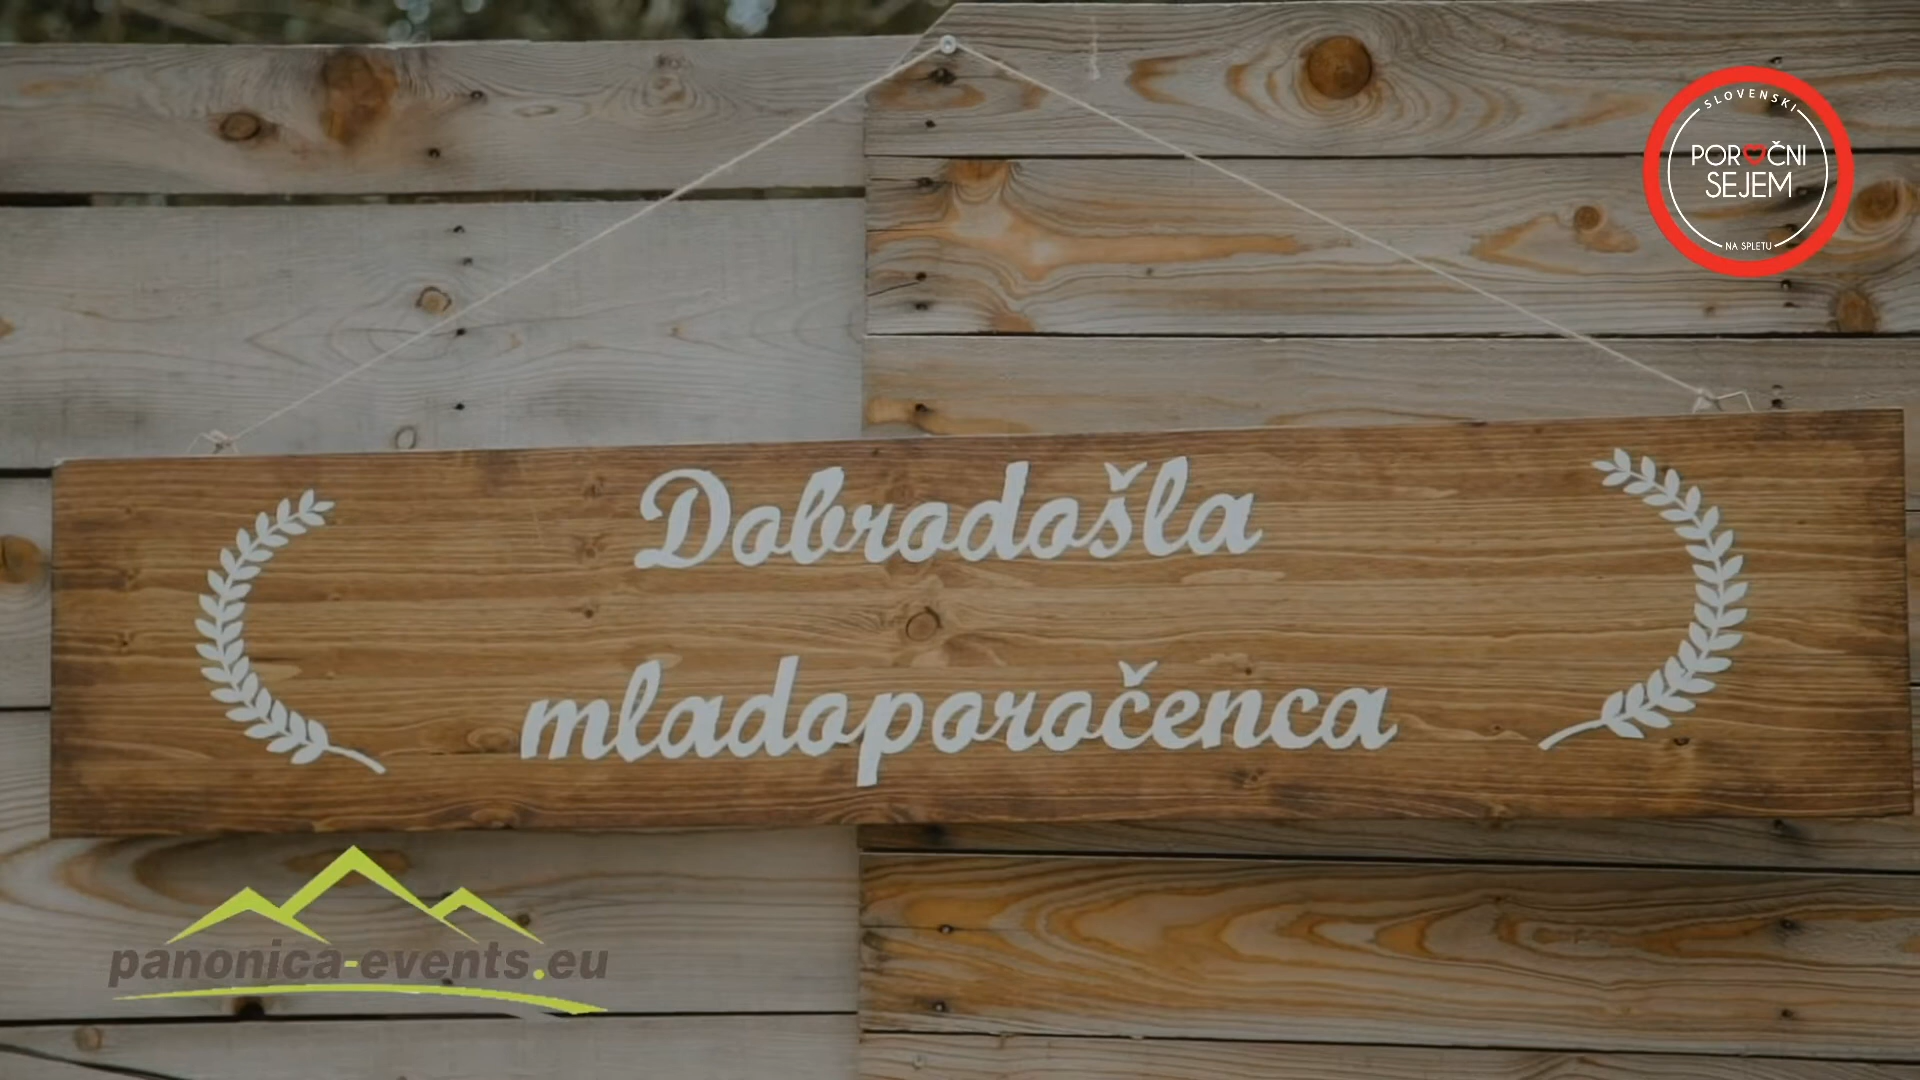 SLOVENSKI
POROČNI
SEJEM
NA SPLETU
Dobrodošla
mladoporočenca
panonica-events.eu